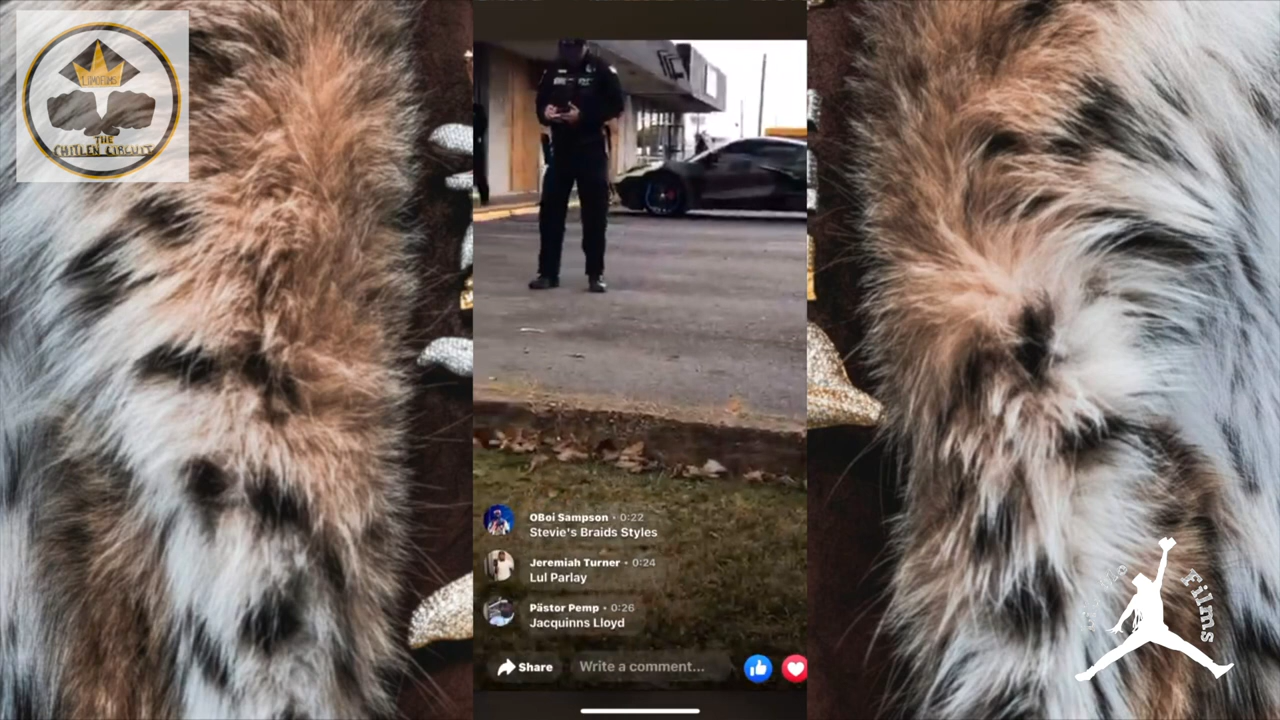 LIMOFILMS
THE
CHITLEN CIRCUIT
OBoi Sampson • 0:22
Stevie's Braids Styles
Jeremiah Turner • 0:24
Lul Parlay
Pästor Pemp • 0:26
Jacquinns Lloyd
Share
Write a comment...
Films